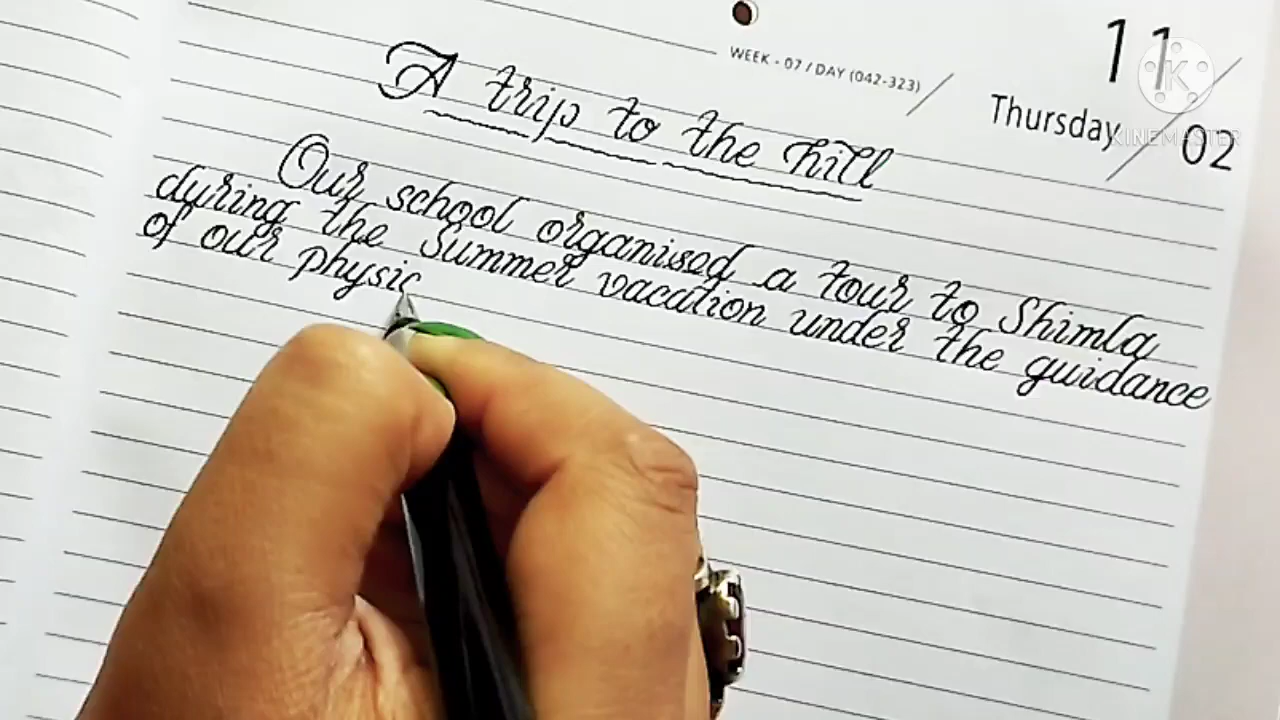 WEEK - 07 / DAY (042-323)
11
Thursday
02
KINEMASTER
A trip to the hill
Our school organised a tour to Shimla
during the Summer vacation under the guidance
of our physic